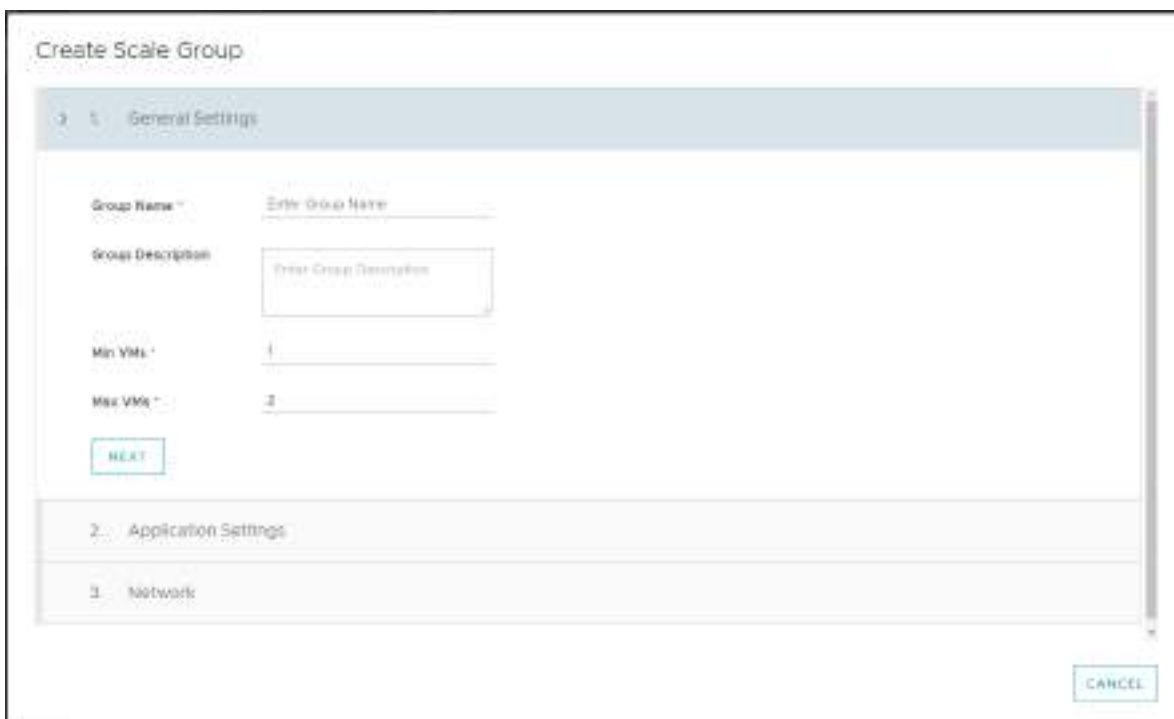 Create Scale Group
1. General Settings
Group Name *
Enter Group Name
Group Description
Enter Group Description
Min VMs *
1
Max VMs *
2
NEXT
2. Application Settings
3. Network
CANCEL